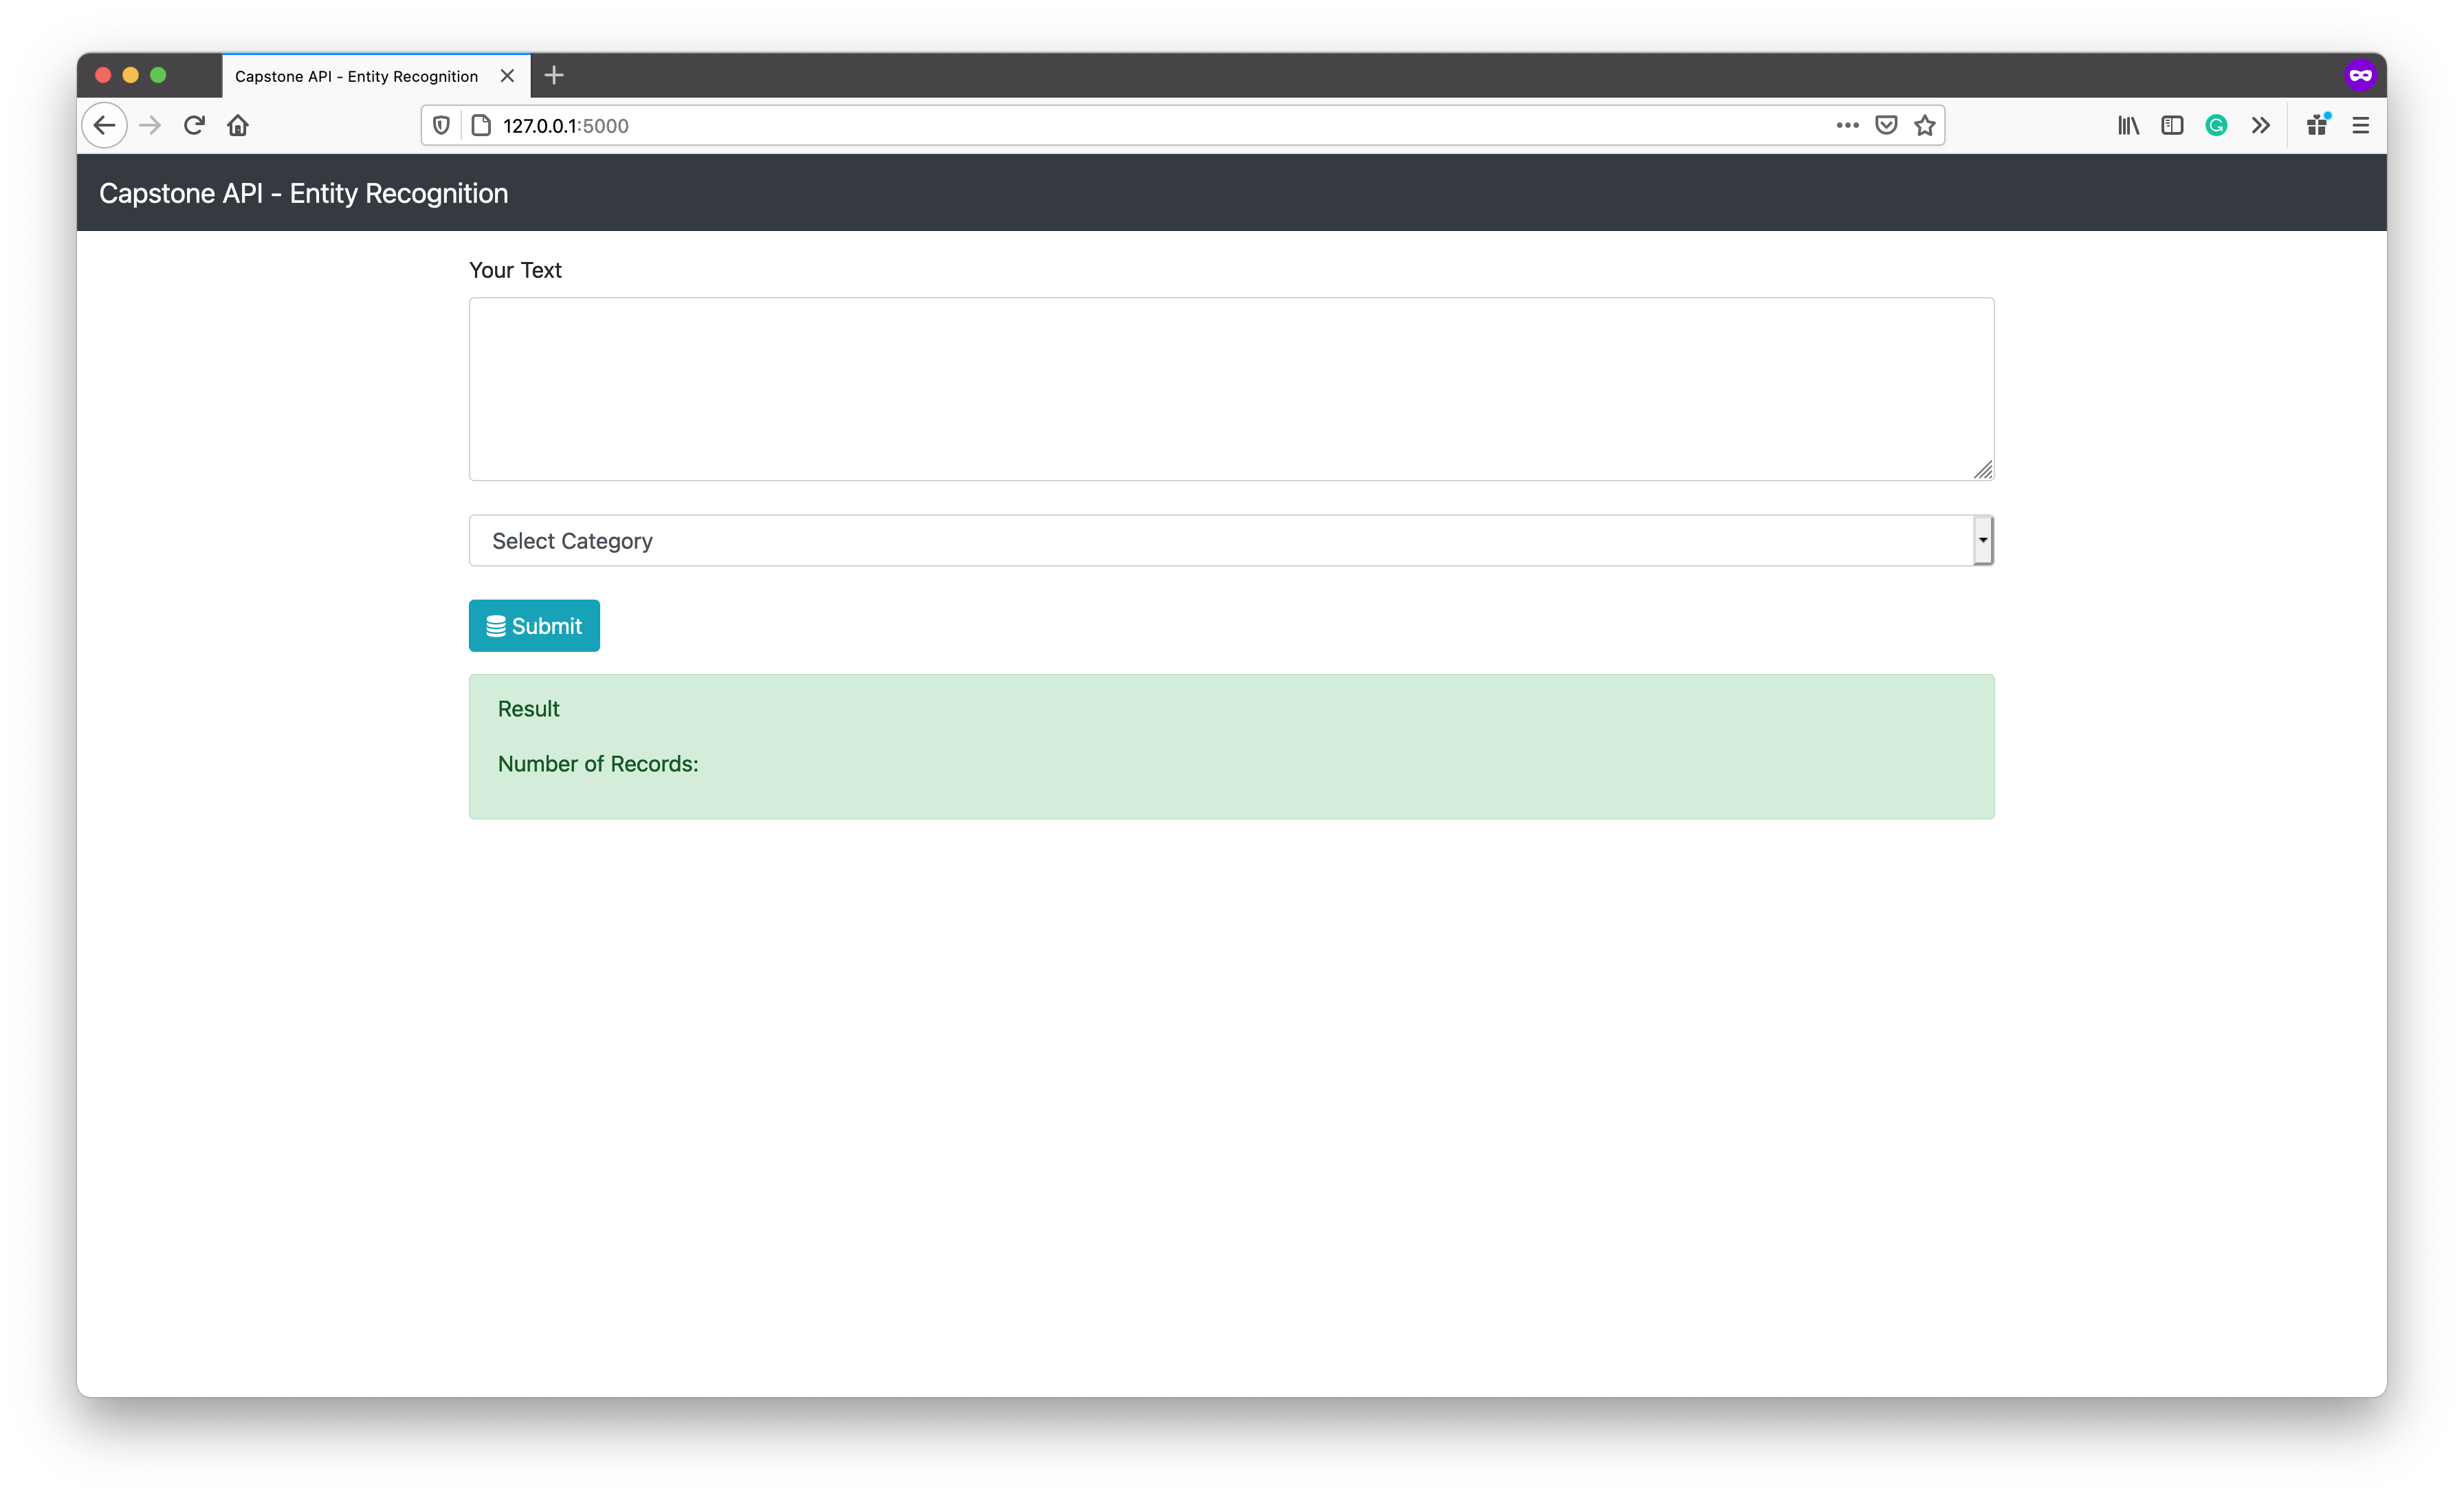 Capstone API - Entity Recognition
127.0.0.1:5000
Capstone API - Entity Recognition
Your Text
Select Category
Submit
Result
Number of Records: